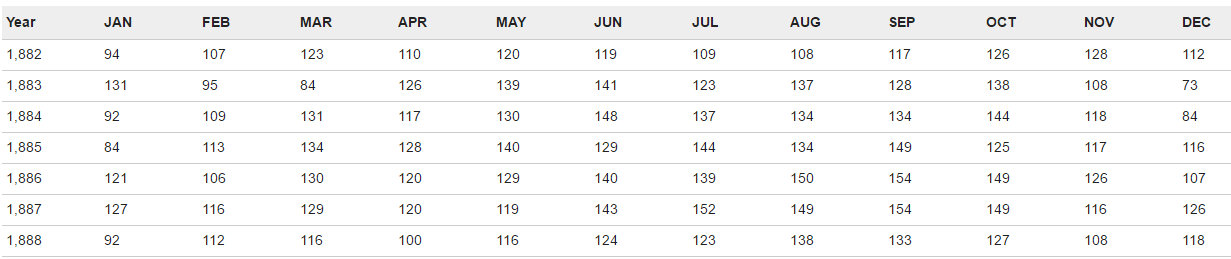 Year JAN FEB MAR APR MAY JUN JUL AUG SEP OCT NOV DEC
1,882 94 107 123 110 120 119 109 108 117 126 128 112
1,883 131 95 84 126 139 141 123 137 128 138 108 73
1,884 92 109 131 117 130 148 137 134 134 144 118 84
1,885 84 113 134 128 140 129 144 134 149 125 117 116
1,886 121 106 130 120 129 140 139 150 154 149 126 107
1,887 127 116 129 120 119 143 152 149 154 149 116 126
1,888 92 112 116 100 116 124 123 138 133 127 108 118